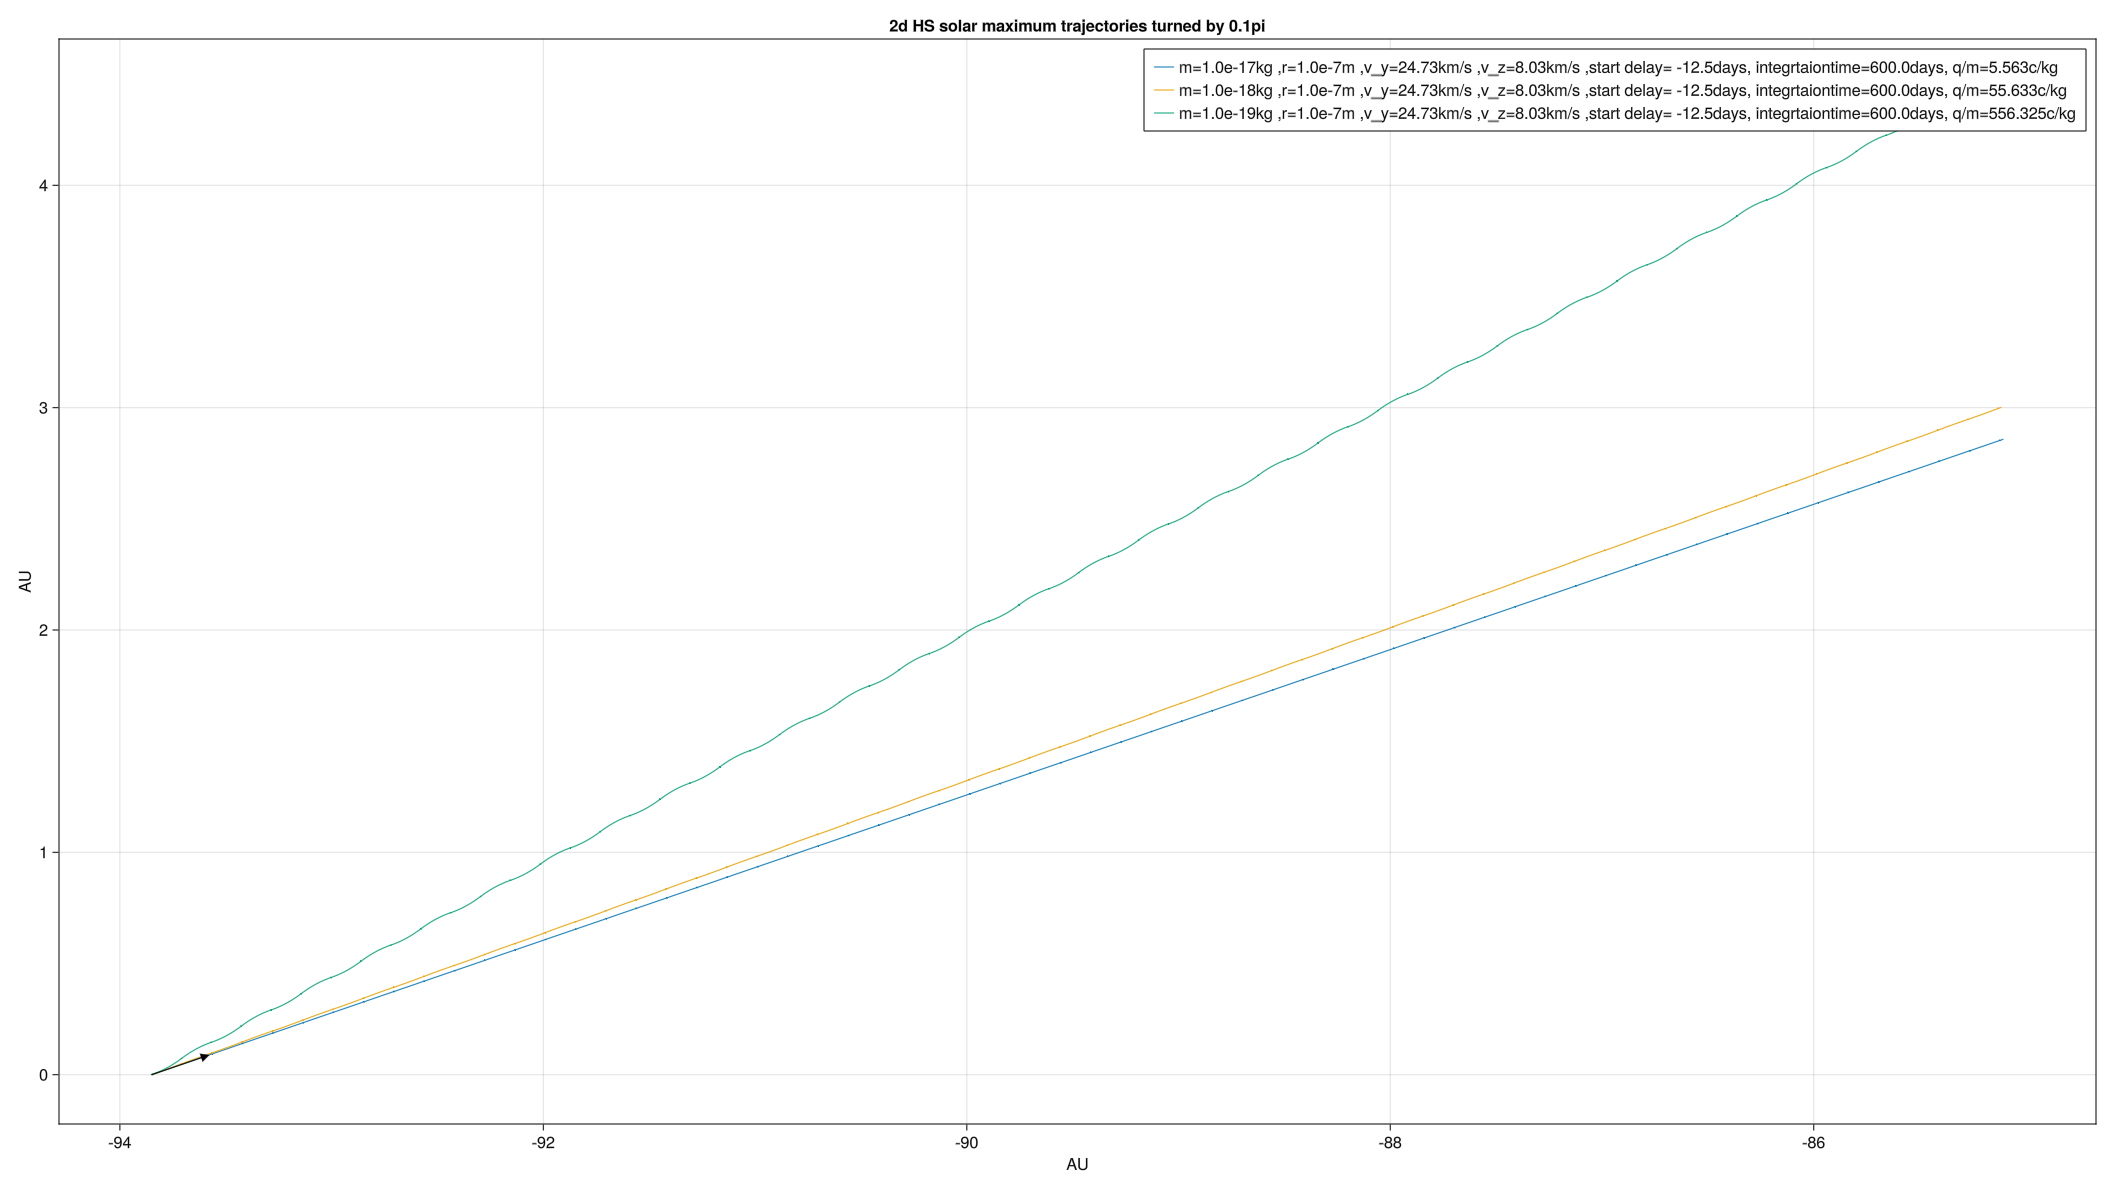 2d HS solar maximum trajectories turned by 0.1pi
m=1.0e-17kg ,r=1.0e-7m ,v_y=24.73km/s ,v_z=8.03km/s ,start delay= -12.5days, integrtaiontime=600.0days, q/m=5.563c/kg
m=1.0e-18kg ,r=1.0e-7m ,v_y=24.73km/s ,v_z=8.03km/s ,start delay= -12.5days, integrtaiontime=600.0days, q/m=55.633c/kg
m=1.0e-19kg ,r=1.0e-7m ,v_y=24.73km/s ,v_z=8.03km/s ,start delay= -12.5days, integrtaiontime=600.0days, q/m=556.325c/kg
4
3
2
1
0
AU
-94 -92 -90 -88 -86
AU